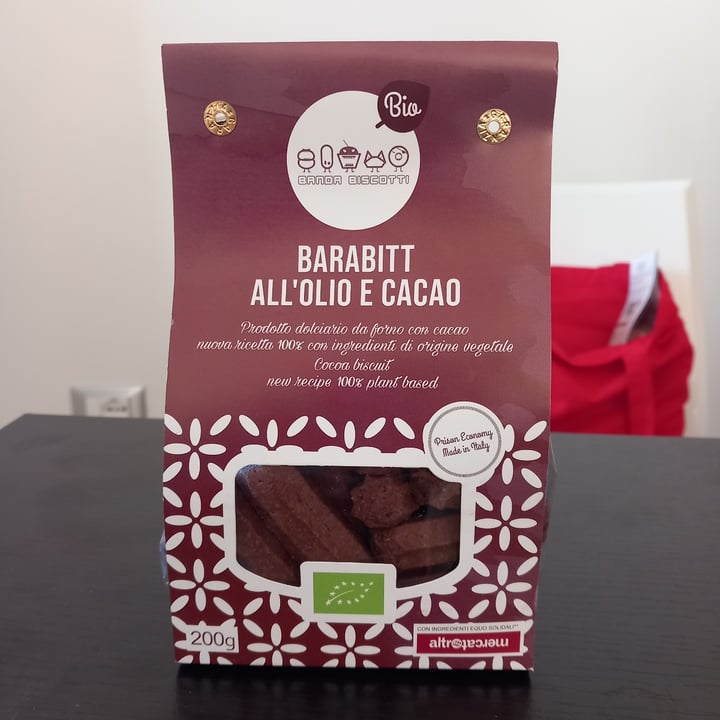 Bio
BANDA BISCOTTI
BARABITT
ALL'OLIO E CACAO
Prodotto dolciario da forno con cacao
nuova ricetta 100% con ingredienti di origine vegetale
Cocoa biscuit
new recipe 100% plant based
Prison Economy
Made in Italy
200g
CON INGREDIENTI EQUO SOLIDALI**
altromercato